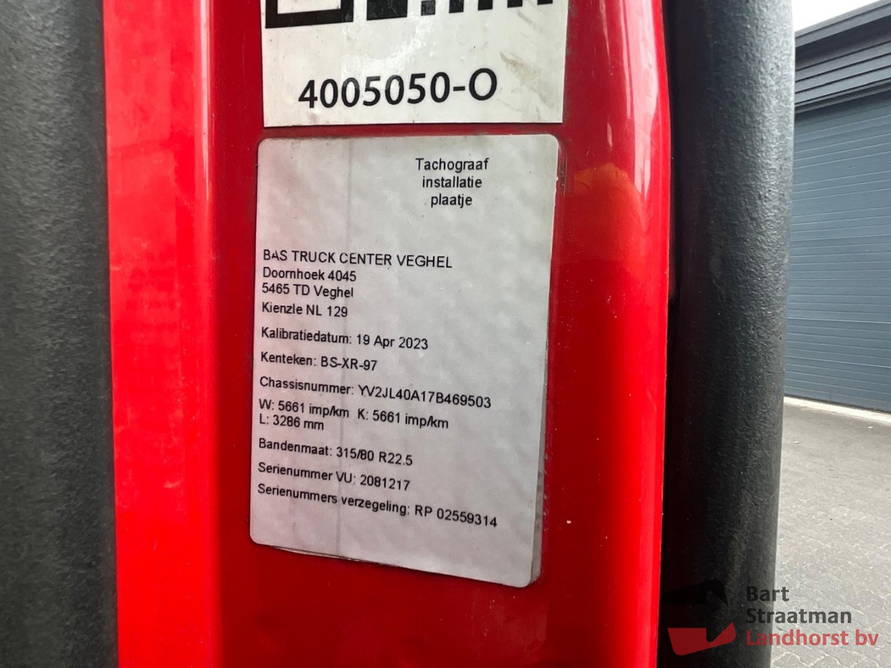 4005050-O
Tachograaf
installatie
plaatje
BAS TRUCK CENTER VEGHEL
Doornhoek 4045
5465 TD Veghel
Kienzle NL 129
Kalibratiedatum: 19 Apr 2023
Kenteken: BS-XR-97
Chassisnummer: YV2JL40A17B469503
W: 5661 imp/km K: 5661 imp/km
L: 3286 mm
Bandenmaat: 315/80 R22.5
Serienummer VU: 2081217
Serienummers verzegeling: RP 02559314
Bart
Straatman
Landhorst bv